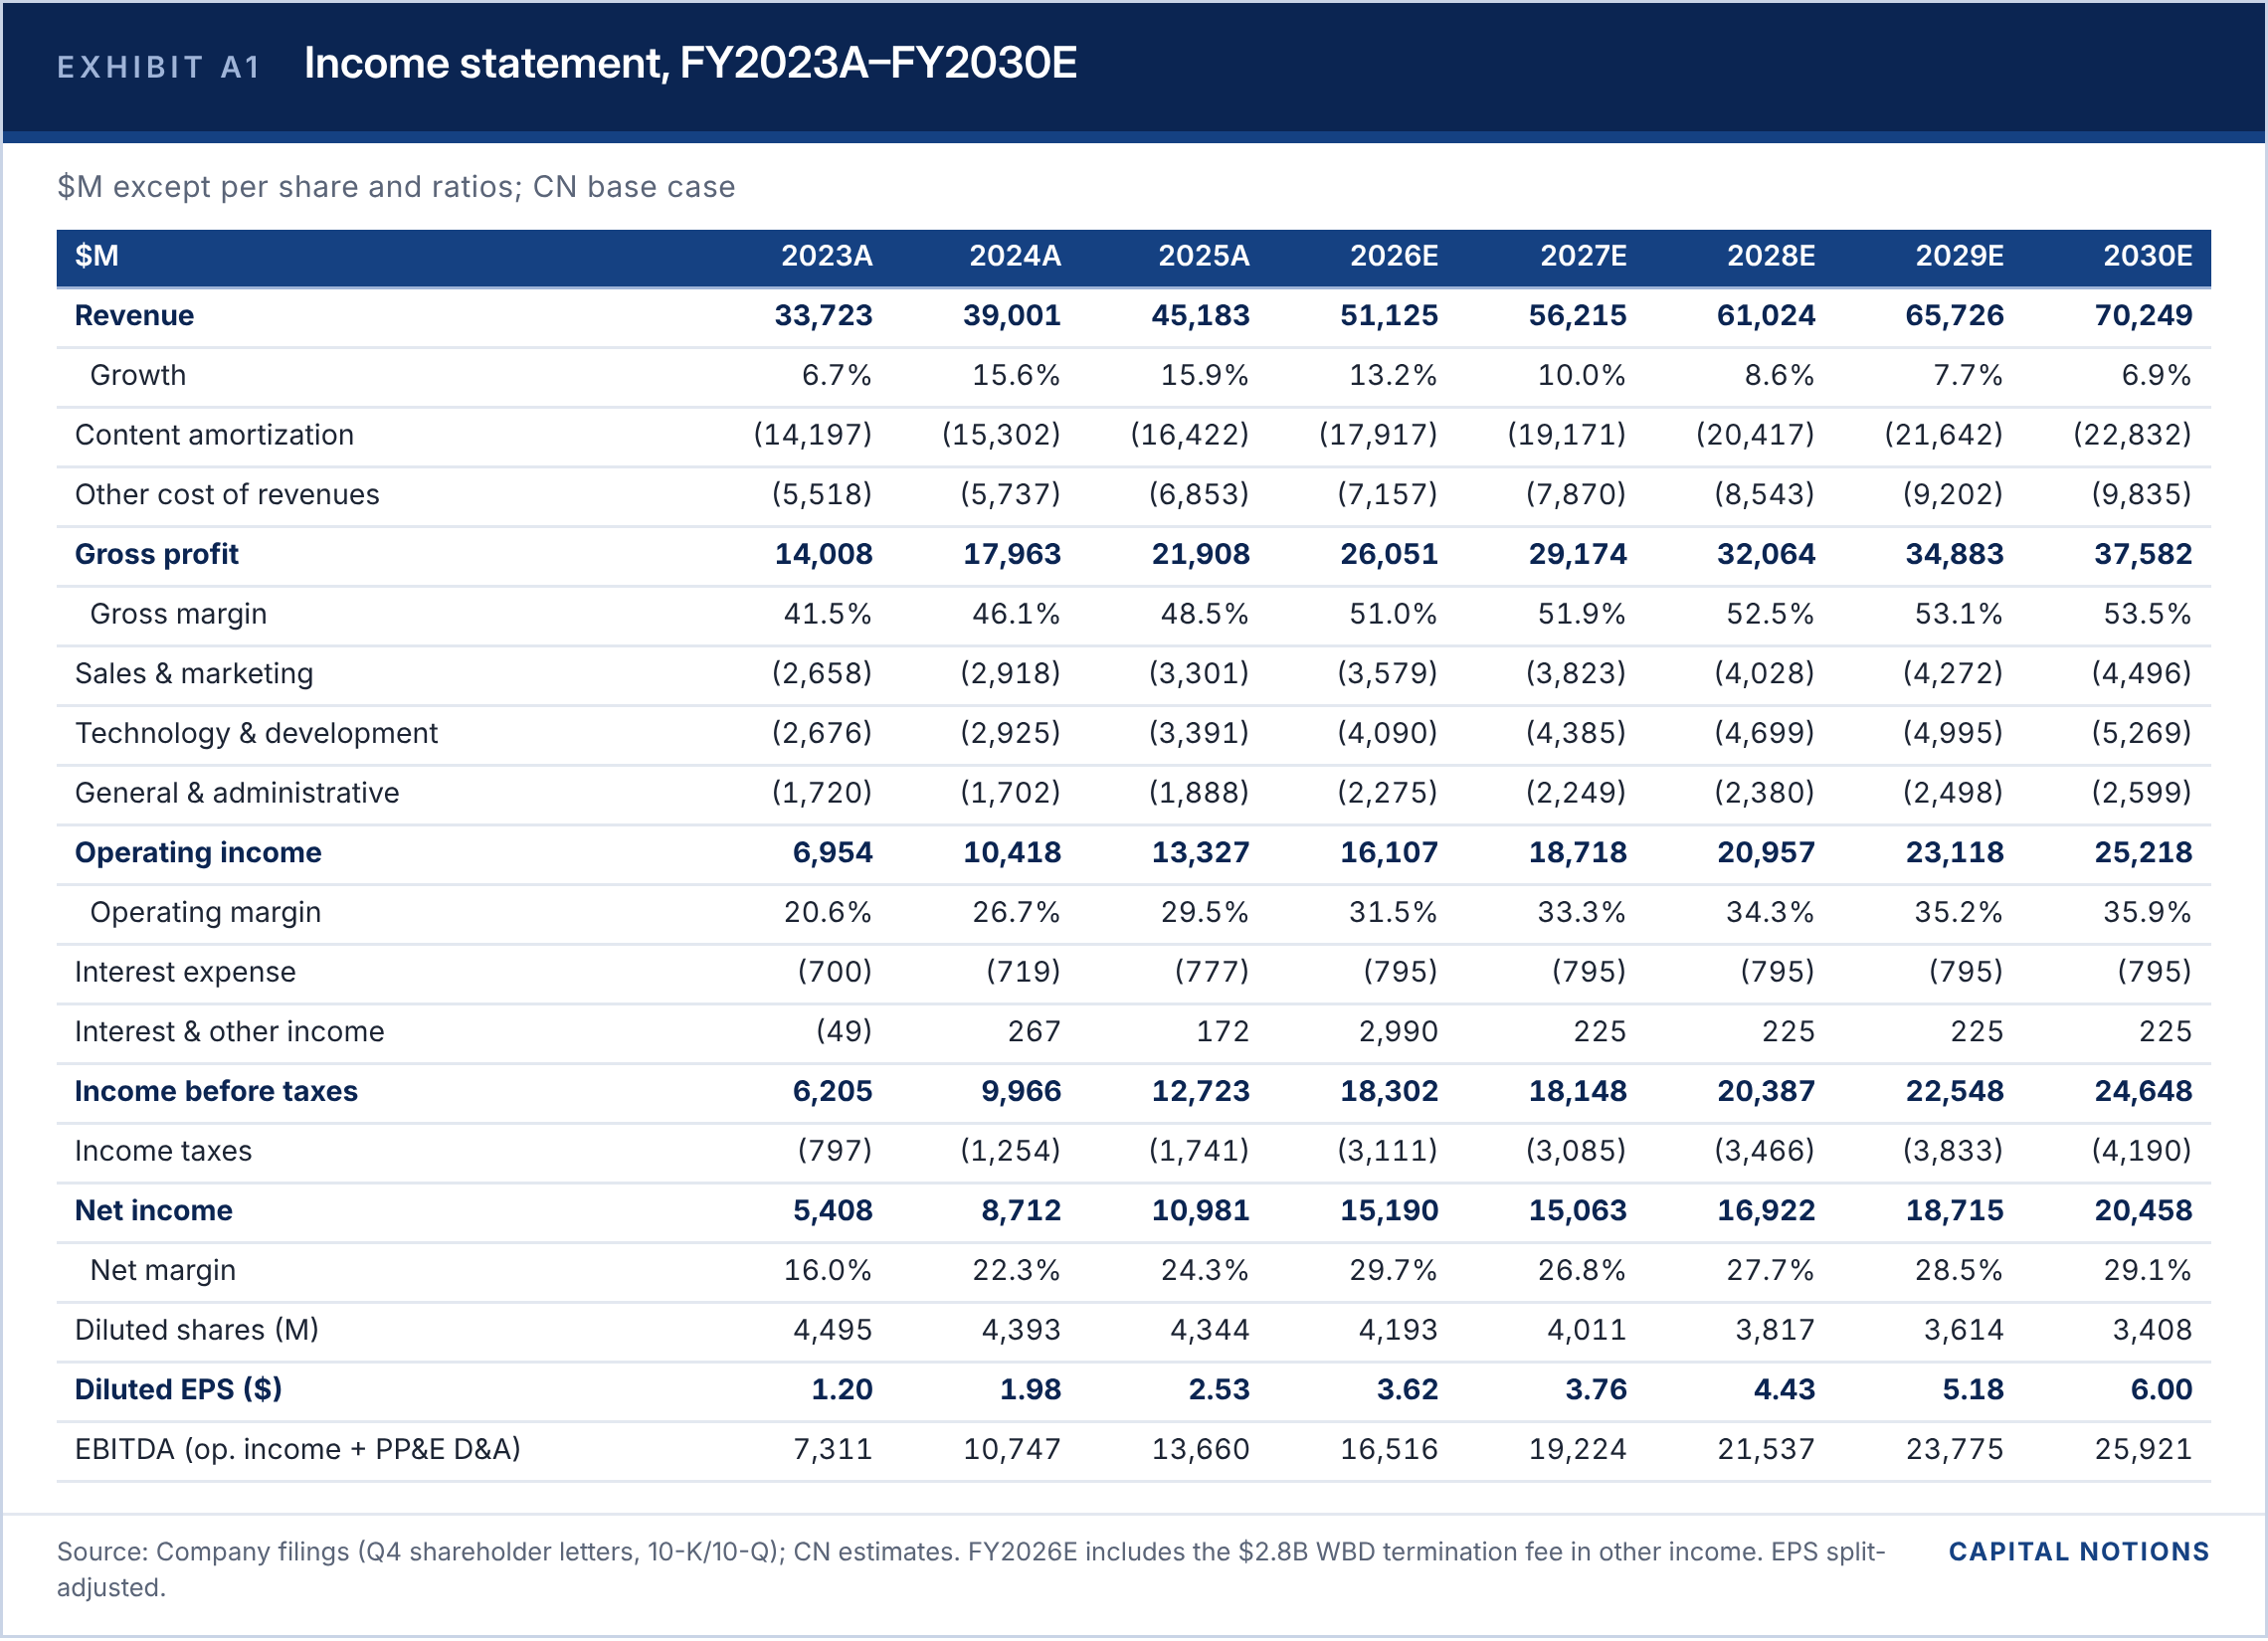 EXHIBIT A1 Income statement, FY2023A–FY2030E
$M except per share and ratios; CN base case
$M 2023A 2024A 2025A 2026E 2027E 2028E 2029E 2030E
Revenue 33,723 39,001 45,183 51,125 56,215 61,024 65,726 70,249
Growth 6.7% 15.6% 15.9% 13.2% 10.0% 8.6% 7.7% 6.9%
Content amortization (14,197) (15,302) (16,422) (17,917) (19,171) (20,417) (21,642) (22,832)
Other cost of revenues (5,518) (5,737) (6,853) (7,157) (7,870) (8,543) (9,202) (9,835)
Gross profit 14,008 17,963 21,908 26,051 29,174 32,064 34,883 37,582
Gross margin 41.5% 46.1% 48.5% 51.0% 51.9% 52.5% 53.1% 53.5%
Sales & marketing (2,658) (2,918) (3,301) (3,579) (3,823) (4,028) (4,272) (4,496)
Technology & development (2,676) (2,925) (3,391) (4,090) (4,385) (4,699) (4,995) (5,269)
General & administrative (1,720) (1,702) (1,888) (2,275) (2,249) (2,380) (2,498) (2,599)
Operating income 6,954 10,418 13,327 16,107 18,718 20,957 23,118 25,218
Operating margin 20.6% 26.7% 29.5% 31.5% 33.3% 34.3% 35.2% 35.9%
Interest expense (700) (719) (777) (795) (795) (795) (795) (795)
Interest & other income (49) 267 172 2,990 225 225 225 225
Income before taxes 6,205 9,966 12,723 18,302 18,148 20,387 22,548 24,648
Income taxes (797) (1,254) (1,741) (3,111) (3,085) (3,466) (3,833) (4,190)
Net income 5,408 8,712 10,981 15,190 15,063 16,922 18,715 20,458
Net margin 16.0% 22.3% 24.3% 29.7% 26.8% 27.7% 28.5% 29.1%
Diluted shares (M) 4,495 4,393 4,344 4,193 4,011 3,817 3,614 3,408
Diluted EPS ($) 1.20 1.98 2.53 3.62 3.76 4.43 5.18 6.00
EBITDA (op. income + PP&E D&A) 7,311 10,747 13,660 16,516 19,224 21,537 23,775 25,921
Source: Company filings (Q4 shareholder letters, 10-K/10-Q); CN estimates. FY2026E includes the $2.8B WBD termination fee in other income. EPS split-
adjusted.
CAPITAL NOTIONS